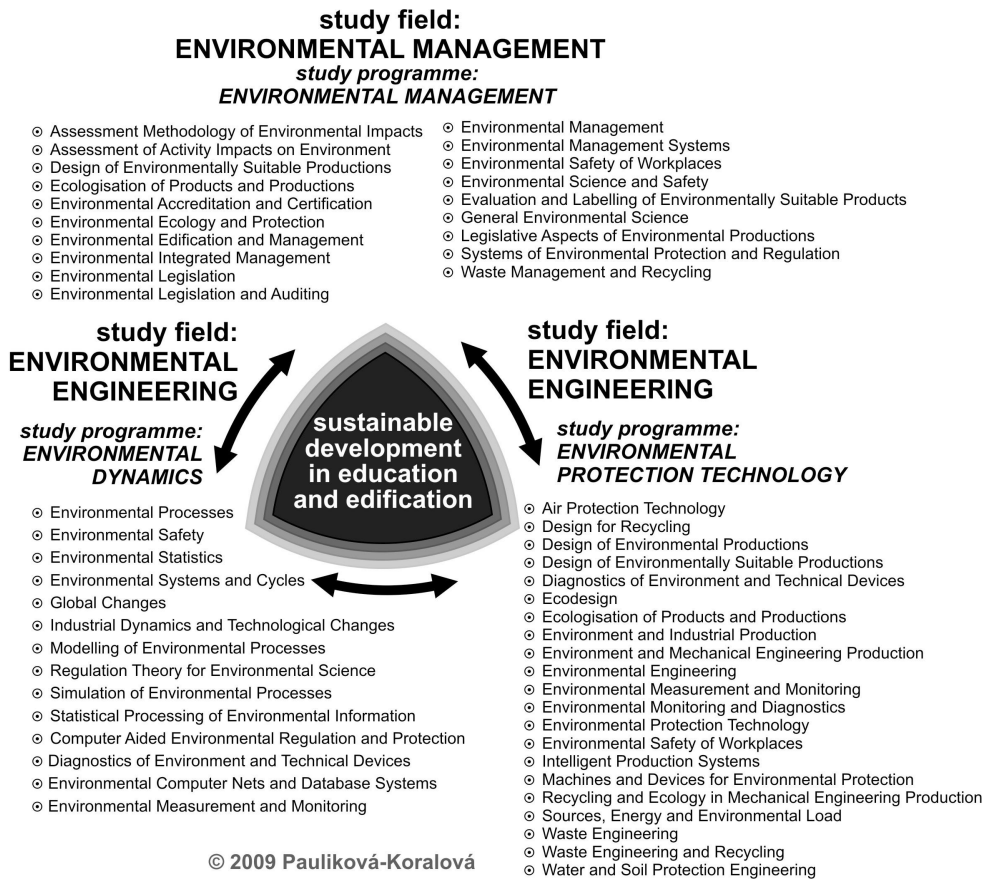 study field:
ENVIRONMENTAL MANAGEMENT
study programme:
ENVIRONMENTAL MANAGEMENT
Assessment Methodology of Environmental Impacts
Assessment of Activity Impacts on Environment
Design of Environmentally Suitable Productions
Ecologisation of Products and Productions
Environmental Accreditation and Certification
Environmental Ecology and Protection
Environmental Edification and Management
Environmental Integrated Management
Environmental Legislation
Environmental Legislation and Auditing
Environmental Management
Environmental Management Systems
Environmental Safety of Workplaces
Environmental Science and Safety
Evaluation and Labelling of Environmentally Suitable Products
General Environmental Science
Legislative Aspects of Environmental Productions
Systems of Environmental Protection and Regulation
Waste Management and Recycling
study field:
ENVIRONMENTAL
ENGINEERING
study programme:
ENVIRONMENTAL
DYNAMICS
Environmental Processes
Environmental Safety
Environmental Statistics
Environmental Systems and Cycles
Global Changes
Industrial Dynamics and Technological Changes
Modelling of Environmental Processes
Regulation Theory for Environmental Science
Simulation of Environmental Processes
Statistical Processing of Environmental Information
Computer Aided Environmental Regulation and Protection
Diagnostics of Environment and Technical Devices
Environmental Computer Nets and Database Systems
Environmental Measurement and Monitoring
sustainable
development
in education
and edification
study field:
ENVIRONMENTAL
ENGINEERING
study programme:
ENVIRONMENTAL
PROTECTION TECHNOLOGY
Air Protection Technology
Design for Recycling
Design of Environmental Productions
Design of Environmentally Suitable Productions
Diagnostics of Environment and Technical Devices
Ecodesign
Ecologisation of Products and Productions
Environment and Industrial Production
Environment and Mechanical Engineering Production
Environmental Engineering
Environmental Measurement and Monitoring
Environmental Monitoring and Diagnostics
Environmental Protection Technology
Environmental Safety of Workplaces
Intelligent Production Systems
Machines and Devices for Environmental Protection
Recycling and Ecology in Mechanical Engineering Production
Sources, Energy and Environmental Load
Waste Engineering
Waste Engineering and Recycling
Water and Soil Protection Engineering
© 2009 Pauliková-Koralová